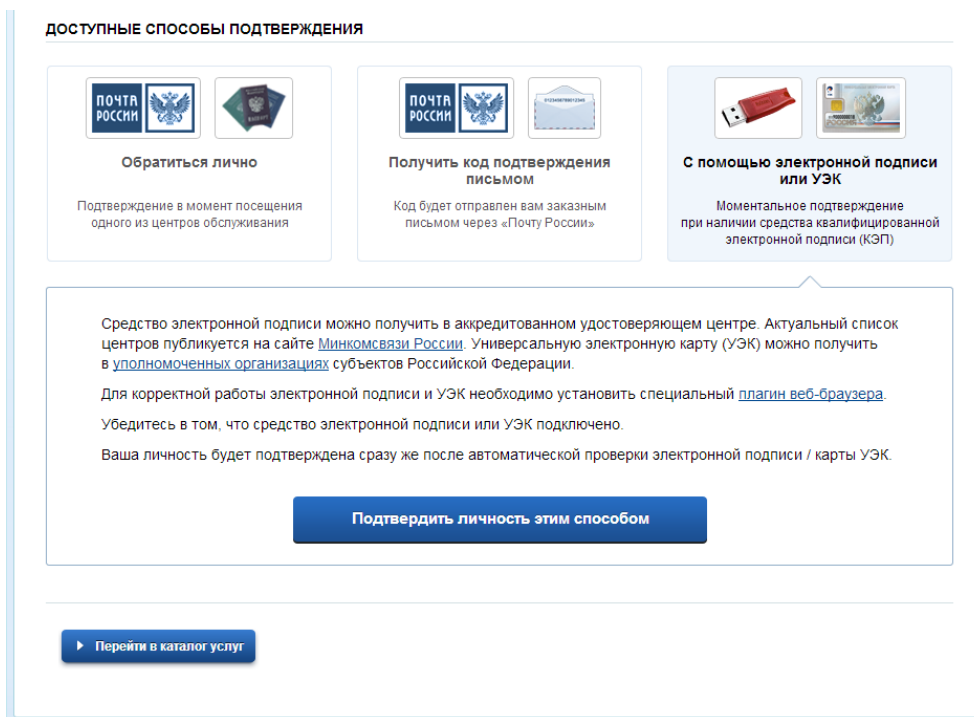 ДОСТУПНЫЕ СПОСОБЫ ПОДТВЕРЖДЕНИЯ
ПОЧТА
РОССИИ
Обратиться лично
Подтверждение в момент посещения
одного из центров обслуживания
ПОЧТА
РОССИИ
Получить код подтверждения
письмом
Код будет отправлен вам заказным
письмом через «Почту России»
С помощью электронной подписи
или УЭК
Моментальное подтверждение
при наличии средства квалифицированной
электронной подписи (КЭП)
Средство электронной подписи можно получить в аккредитованном удостоверяющем центре. Актуальный список
центров публикуется на сайте Минкомсвязи России. Универсальную электронную карту (УЭК) можно получить
в уполномоченных организациях субъектов Российской Федерации.
Для корректной работы электронной подписи и УЭК необходимо установить специальный плагин веб-браузера.
Убедитесь в том, что средство электронной подписи или УЭК подключено.
Ваша личность будет подтверждена сразу же после автоматической проверки электронной подписи / карты УЭК.
Подтвердить личность этим способом
Перейти в каталог услуг